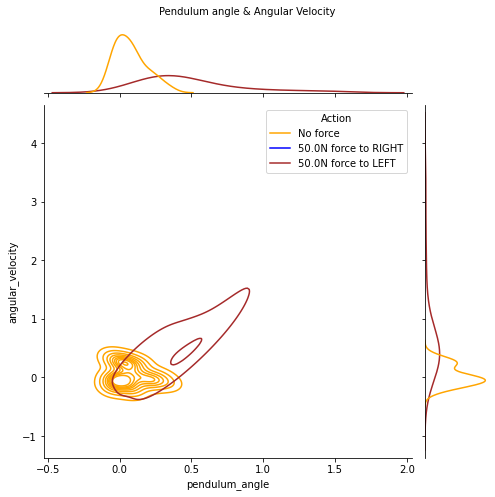 Pendulum angle & Angular Velocity
Action
No force
50.0N force to RIGHT
50.0N force to LEFT
4
3
2
1
0
−1
angular_velocity
−0.5
0.0
0.5
1.0
1.5
2.0
pendulum_angle